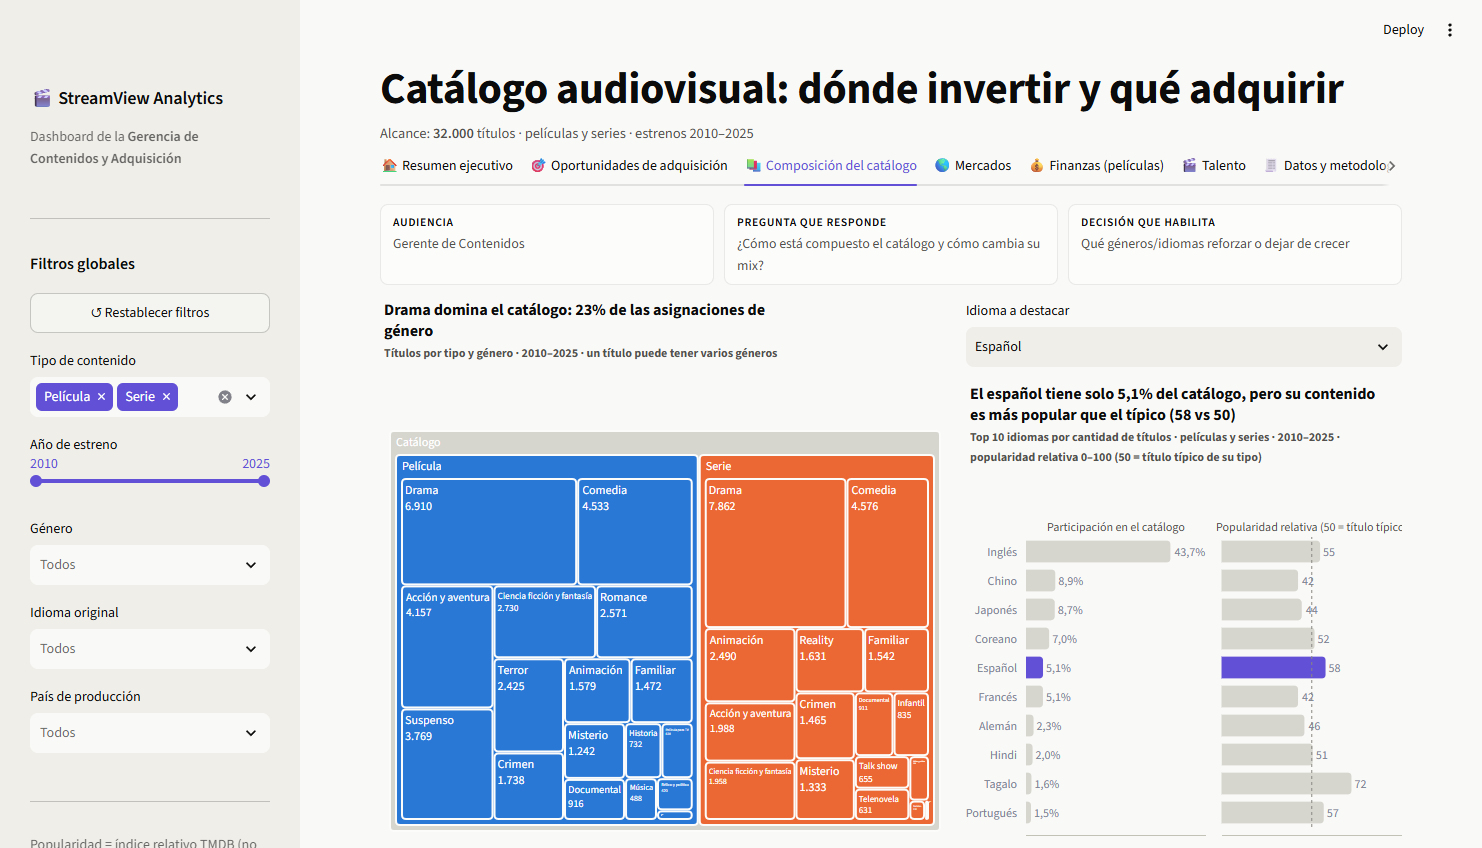 Deploy
StreamView Analytics
Dashboard de la Gerencia de
Contenidos y Adquisición
Filtros globales
↺ Restablecer filtros
Tipo de contenido
Película × Serie ×
Año de estreno
2010 2025
Género
Todos
Idioma original
Todos
País de producción
Todos
Popularidad = índice relativo TMDB (no
Catálogo audiovisual: dónde invertir y qué adquirir
Alcance: 32.000 títulos · películas y series · estrenos 2010–2025
Resumen ejecutivo Oportunidades de adquisición Composición del catálogo Mercados Finanzas (películas) Talento Datos y metodolo
AUDIENCIA
Gerente de Contenidos
PREGUNTA QUE RESPONDE
¿Cómo está compuesto el catálogo y cómo cambia su
mix?
DECISIÓN QUE HABILITA
Qué géneros/idiomas reforzar o dejar de crecer
Drama domina el catálogo: 23% de las asignaciones de
género
Títulos por tipo y género · 2010–2025 · un título puede tener varios géneros
Catálogo
Película
Drama
6.910
Comedia
4.533
Acción y aventura
4.157
Ciencia ficción y fantasía
2.730
Romance
2.571
Suspenso
3.769
Terror
2.425
Animación
1.579
Familiar
1.472
Crimen
1.738
Misterio
1.242
Historia
732
Documental
916
Música
488
Serie
Drama
7.862
Comedia
4.576
Animación
2.490
Reality
1.631
Familiar
1.542
Acción y aventura
1.988
Crimen
1.465
Documental
911
Infantil
835
Ciencia ficción y fantasía
1.958
Misterio
1.333
Talk show
655
Telenovela
631
Idioma a destacar
Español
El español tiene solo 5,1% del catálogo, pero su contenido
es más popular que el típico (58 vs 50)
Top 10 idiomas por cantidad de títulos · películas y series · 2010–2025 ·
popularidad relativa 0–100 (50 = título típico de su tipo)
Participación en el catálogo Popularidad relativa (50 = título típico
Inglés 43,7% 55
Chino 8,9% 42
Japonés 8,7% 44
Coreano 7,0% 52
Español 5,1% 58
Francés 5,1% 42
Alemán 2,3% 46
Hindi 2,0% 51
Tagalo 1,6% 72
Portugués 1,5% 57